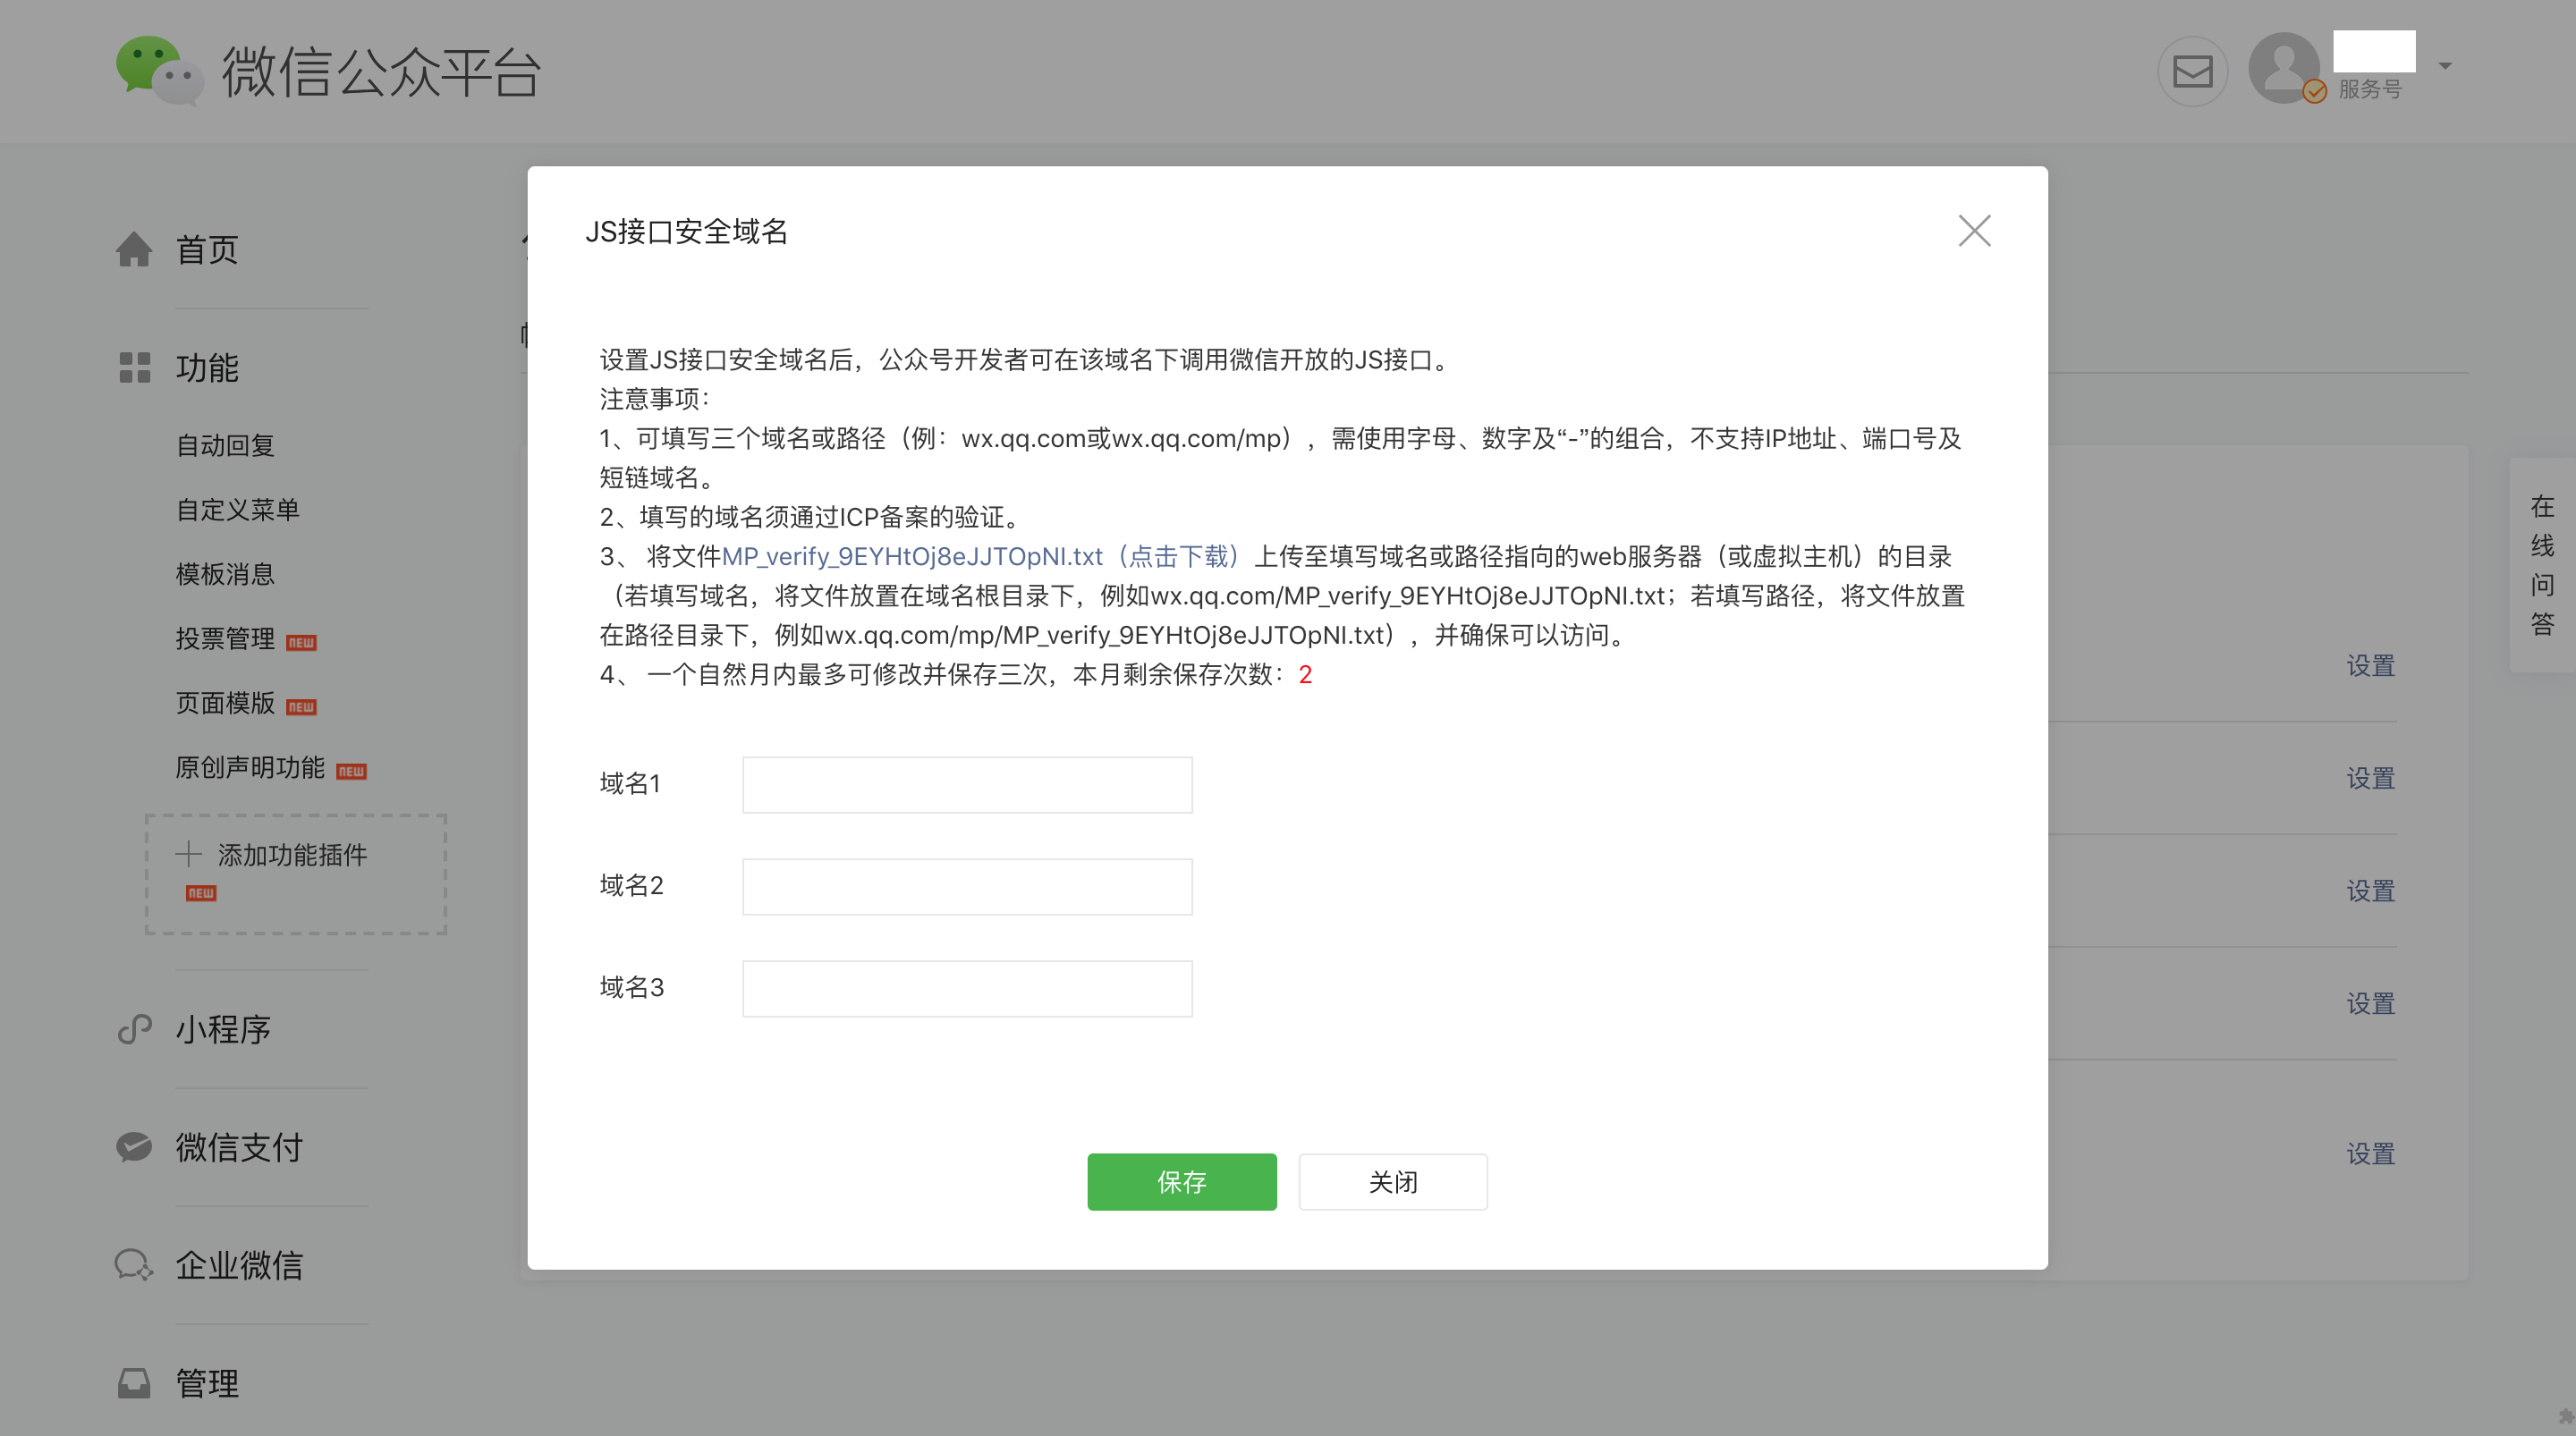 微信公众平台
服务号
首页
功能
自动回复
自定义菜单
模板消息
投票管理 NEW
页面模版 NEW
原创声明功能 NEW
添加功能插件
NEW
小程序
微信支付
企业微信
管理
JS接口安全域名
设置JS接口安全域名后，公众号开发者可在该域名下调用微信开放的JS接口。
注意事项：
1、可填写三个域名或路径（例：wx.qq.com或wx.qq.com/mp），需使用字母、数字及“-”的组合，不支持IP地址、端口号及
短链域名。
2、填写的域名须通过ICP备案的验证。
3、 将文件MP_verify_9EYHtOj8eJJTOpNI.txt（点击下载）上传至填写域名或路径指向的web服务器（或虚拟主机）的目录
（若填写域名，将文件放置在域名根目录下，例如wx.qq.com/MP_verify_9EYHtOj8eJJTOpNI.txt；若填写路径，将文件放置
在路径目录下，例如wx.qq.com/mp/MP_verify_9EYHtOj8eJJTOpNI.txt），并确保可以访问。
4、 一个自然月内最多可修改并保存三次，本月剩余保存次数：2
域名1
域名2
域名3
保存
关闭
设置
设置
设置
设置
设置
在
线
问
答